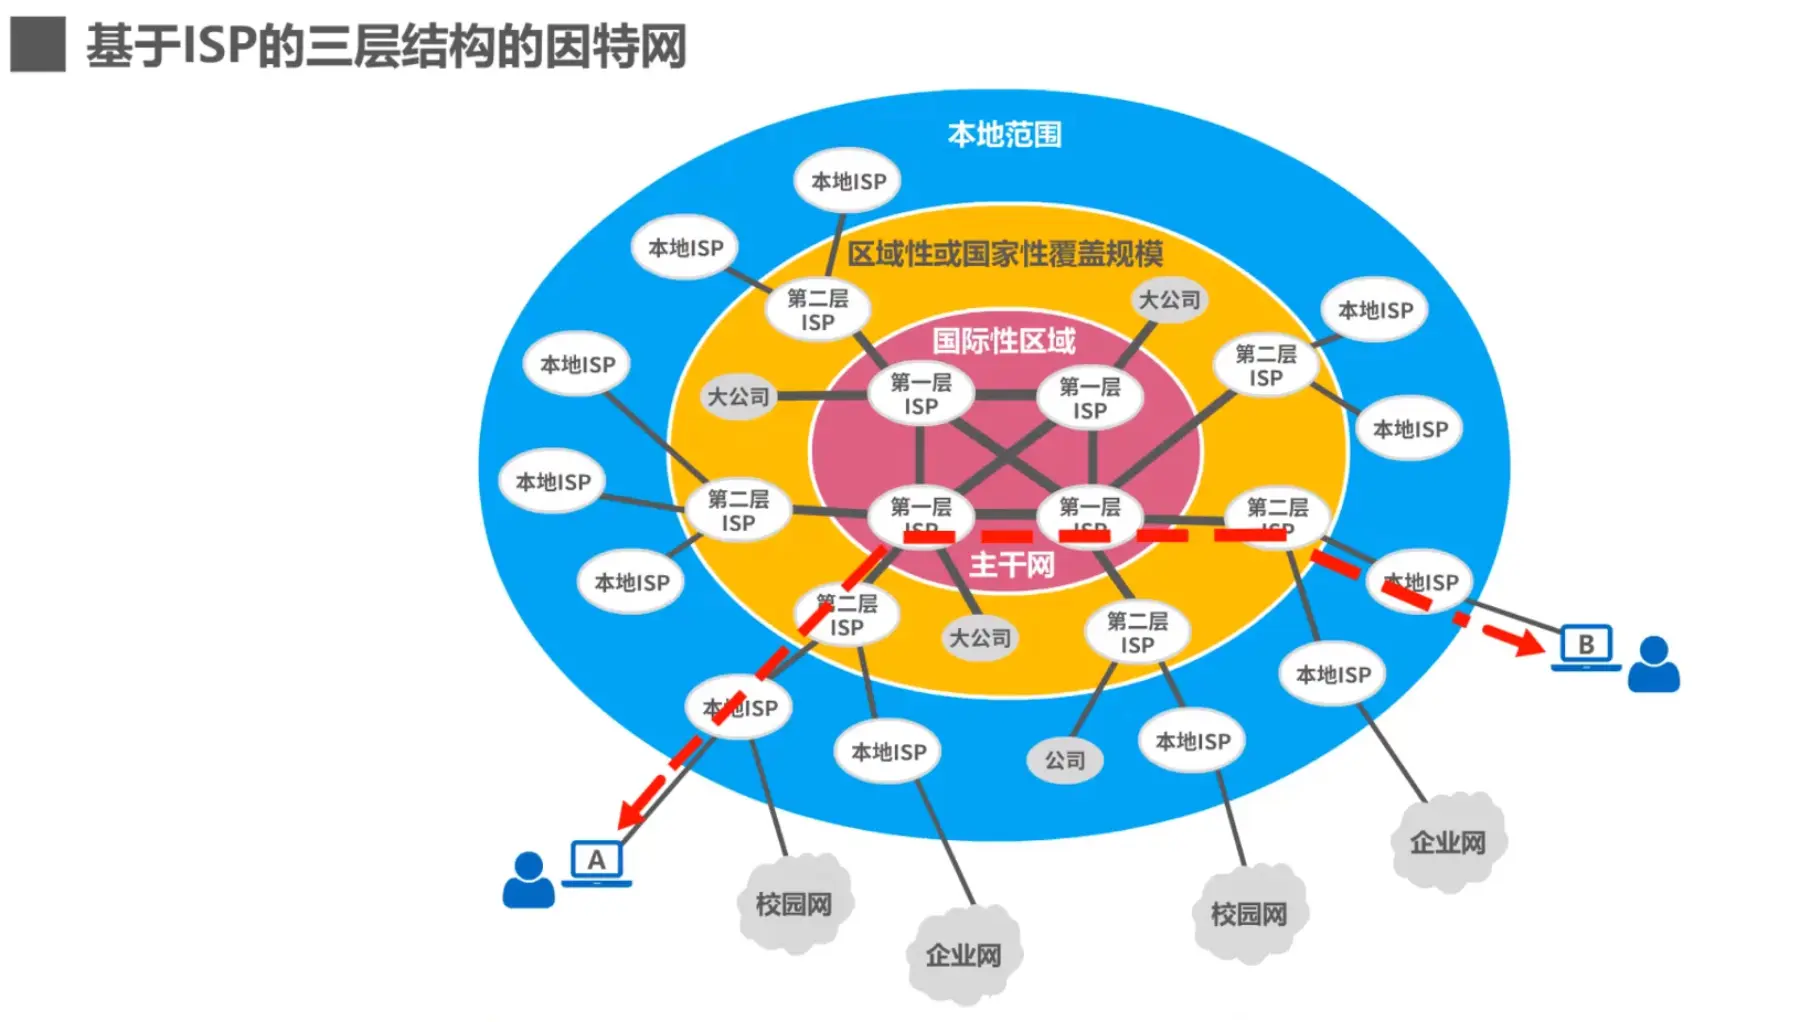 基于ISP的三层结构的因特网
本地范围
本地ISP
本地ISP
区域性或国家性覆盖规模
第二层
ISP
大公司
本地ISP
国际性区域
第二层
ISP
本地ISP
大公司
第一层
ISP
第一层
ISP
本地ISP
本地ISP
第二层
ISP
第一层
ISP
第一层
ISP
第二层
ISP
主干网
本地ISP
本地ISP
第二层
ISP
大公司
第二层
ISP
B
本地ISP
本地ISP
本地ISP
公司
本地ISP
A
校园网
企业网
校园网
企业网